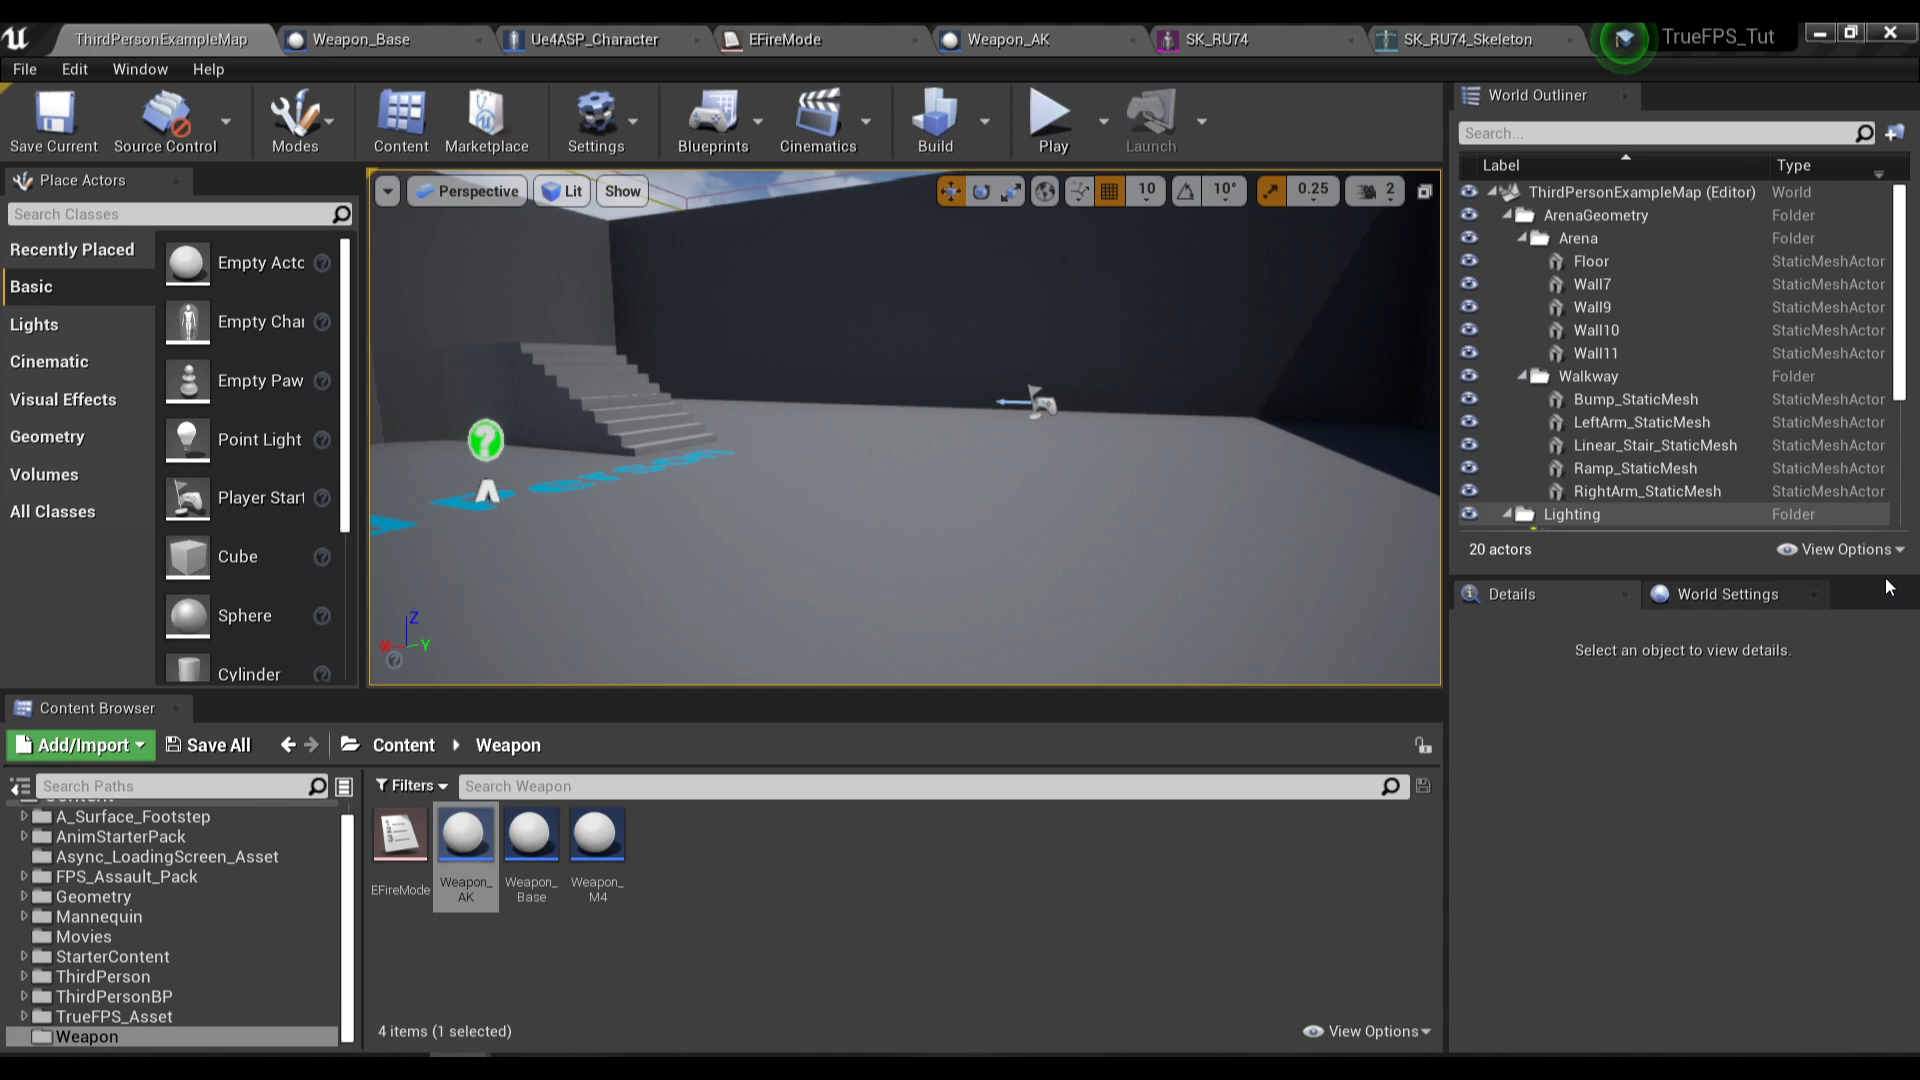 ThirdPersonExampleMap
Weapon_Base
Ue4ASP_Character
EFireMode
Weapon_AK
SK_RU74
SK_RU74_Skeleton
TrueFPS_Tut
File Edit Window Help
Save Current
Source Control
Modes
Content
Marketplace
Settings
Blueprints
Cinematics
Build
Play
Launch
Place Actors
Search Classes
Recently Placed
Basic
Lights
Cinematic
Visual Effects
Geometry
Volumes
All Classes
Empty Acto
Empty Char
Empty Paw
Point Light
Player Start
Cube
Sphere
Cylinder
Perspective
Lit
Show
10
10°
0.25
2
Z
X
Y
World Outliner
Search...
Label Type
ThirdPersonExampleMap (Editor) World
ArenaGeometry Folder
Arena Folder
Floor StaticMeshActor
Wall7 StaticMeshActor
Wall9 StaticMeshActor
Wall10 StaticMeshActor
Wall11 StaticMeshActor
Walkway Folder
Bump_StaticMesh StaticMeshActor
LeftArm_StaticMesh StaticMeshActor
Linear_Stair_StaticMesh StaticMeshActor
Ramp_StaticMesh StaticMeshActor
RightArm_StaticMesh StaticMeshActor
Lighting Folder
20 actors
View Options
Details
World Settings
Select an object to view details.
Content Browser
Add/Import
Save All
Content
Weapon
Search Paths
Content
A_Surface_Footstep
AnimStarterPack
Async_LoadingScreen_Asset
FPS_Assault_Pack
Geometry
Mannequin
Movies
StarterContent
ThirdPerson
ThirdPersonBP
TrueFPS_Asset
Weapon
Filters
Search Weapon
EFireMode
Weapon_
AK
Weapon_
Base
Weapon_
M4
4 items (1 selected)
View Options